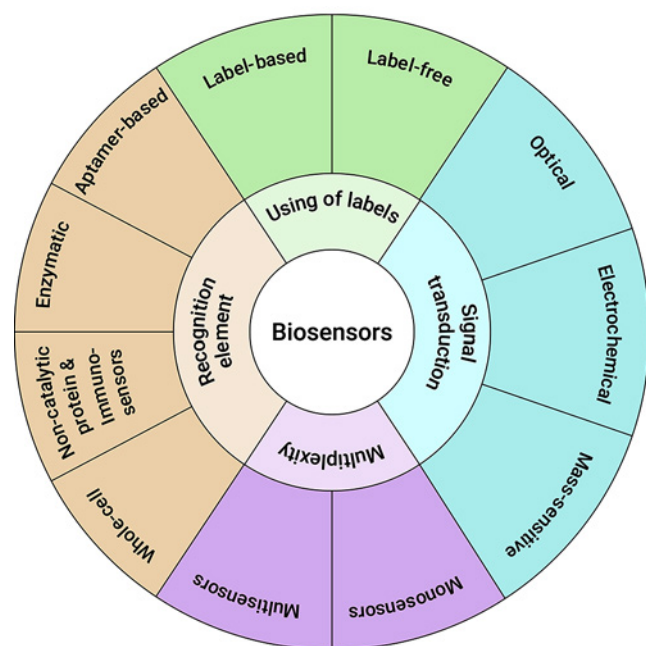 Label-based
Label-free
Optical
Electrochemical
Mass-sensitive
Monosensors
Multisensors
Whole-cell
Non-catalytic
protein &
Immuno-
sensors
Enzymatic
Aptamer-based
Using of labels
Signal
transduction
Multiplexity
Recognition
element
Biosensors